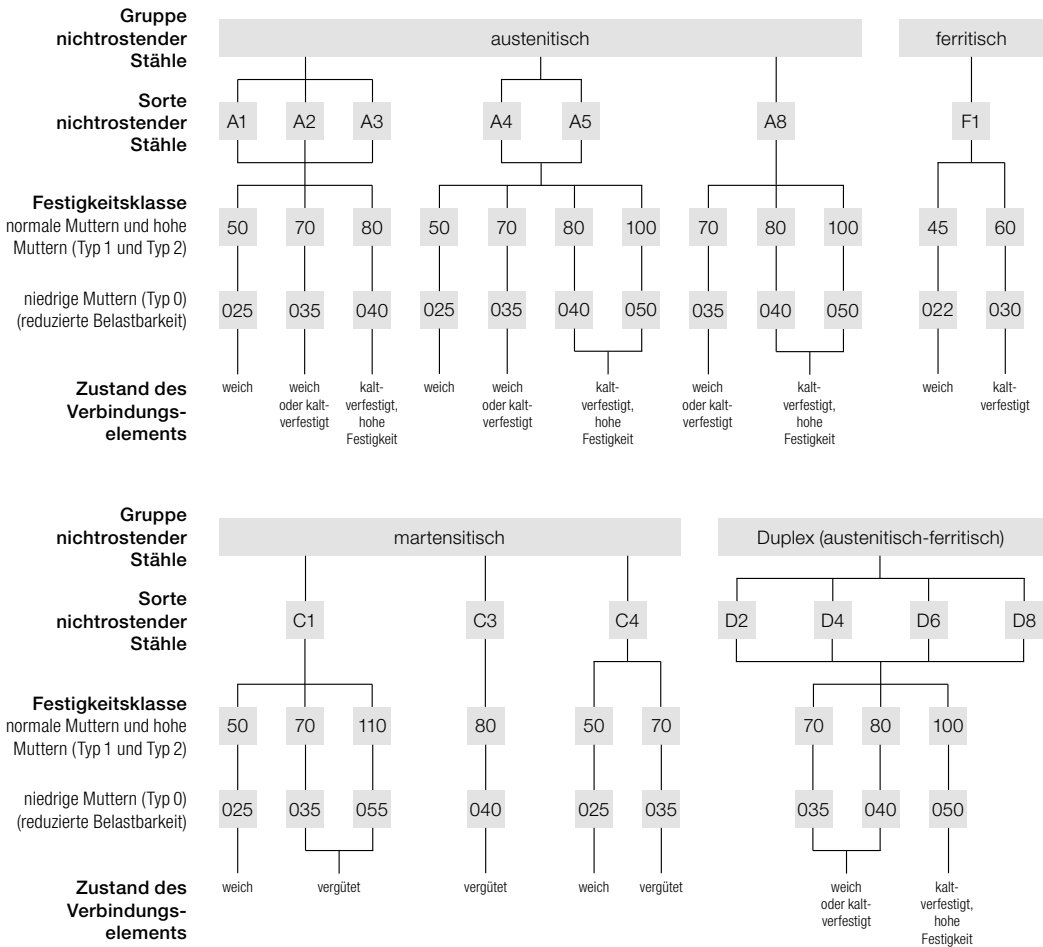 Gruppe
nichtrostender
Stähle
austenitisch
ferritisch
Sorte
nichtrostender
Stähle
A1 A2 A3 A4 A5 A8 F1
Festigkeitsklasse
normale Muttern und hohe
Muttern (Typ 1 und Typ 2)
50 70 80 50 70 80 100 70 80 100 45 60
niedrige Muttern (Typ 0)
(reduzierte Belastbarkeit)
025 035 040 025 035 040 050 035 040 050 022 030
Zustand des
Verbindungs-
elements
weich
weich
oder kalt-
verfestigt
kalt-
verfestigt,
hohe
Festigkeit
weich
weich
oder kalt-
verfestigt
kalt-
verfestigt,
hohe
Festigkeit
weich
oder kalt-
verfestigt
kalt-
verfestigt,
hohe
Festigkeit
weich
kalt-
verfestigt
Gruppe
nichtrostender
Stähle
martensitisch
Duplex (austenitisch-ferritisch)
Sorte
nichtrostender
Stähle
C1 C3 C4 D2 D4 D6 D8
Festigkeitsklasse
normale Muttern und hohe
Muttern (Typ 1 und Typ 2)
50 70 110 80 50 70 70 80 100
niedrige Muttern (Typ 0)
(reduzierte Belastbarkeit)
025 035 055 040 025 035 035 040 050
Zustand des
Verbindungs-
elements
weich
vergütet
vergütet
weich
vergütet
weich
oder kalt-
verfestigt
kalt-
verfestigt,
hohe
Festigkeit